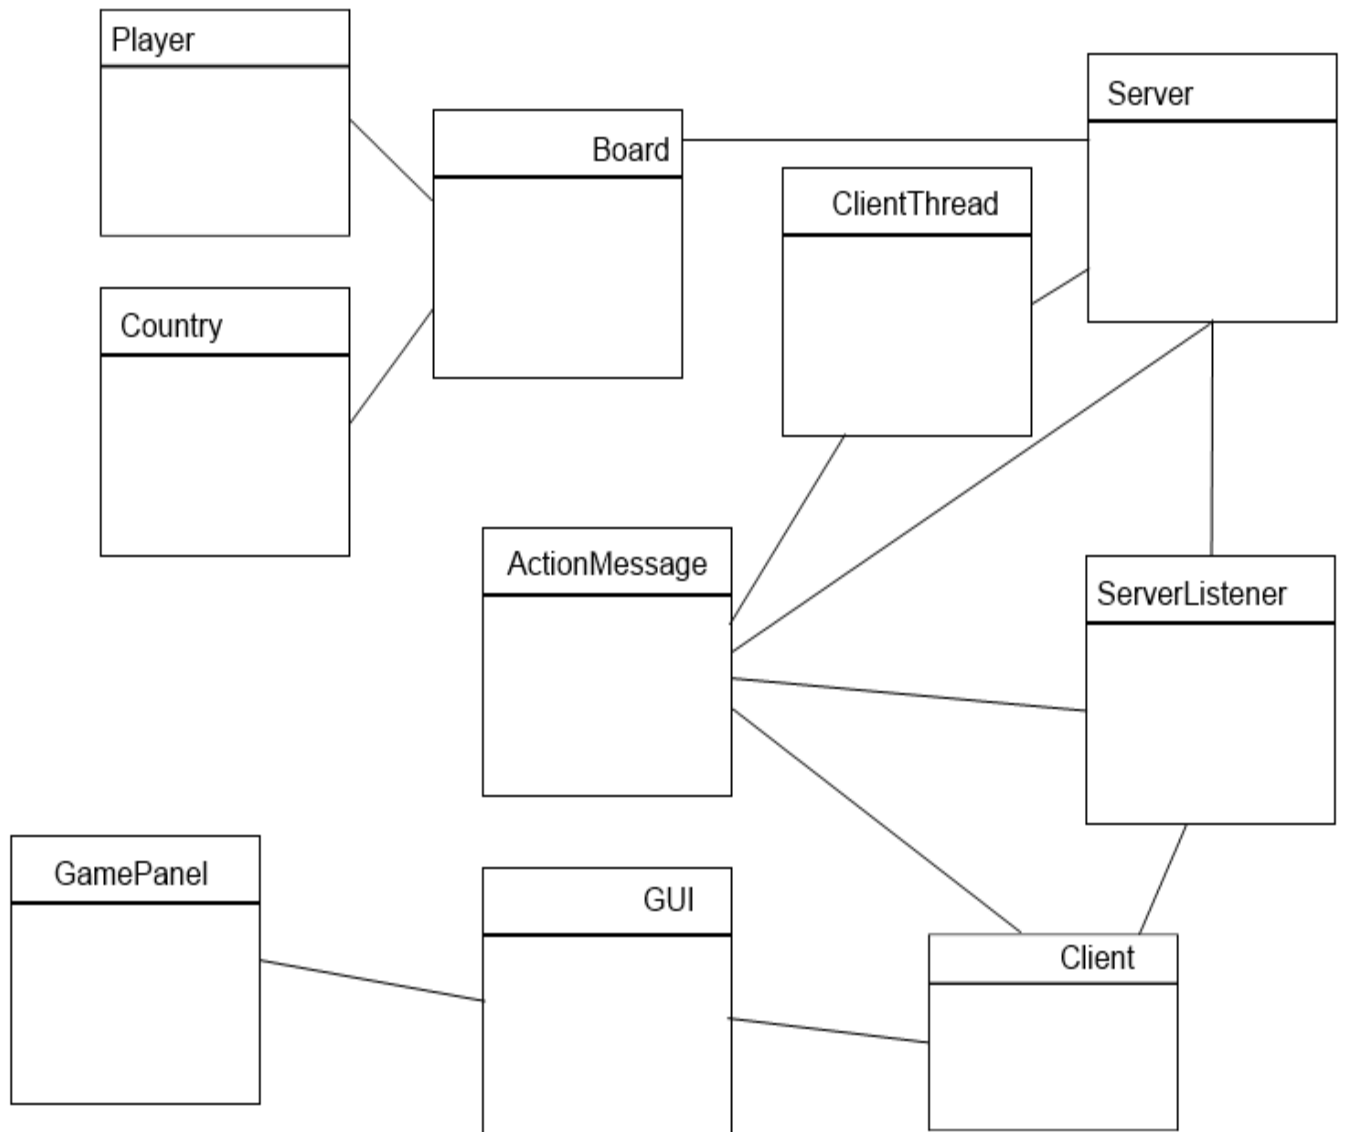 Player
Server
Board
ClientThread
Country
ActionMessage
ServerListener
GamePanel
GUI
Client